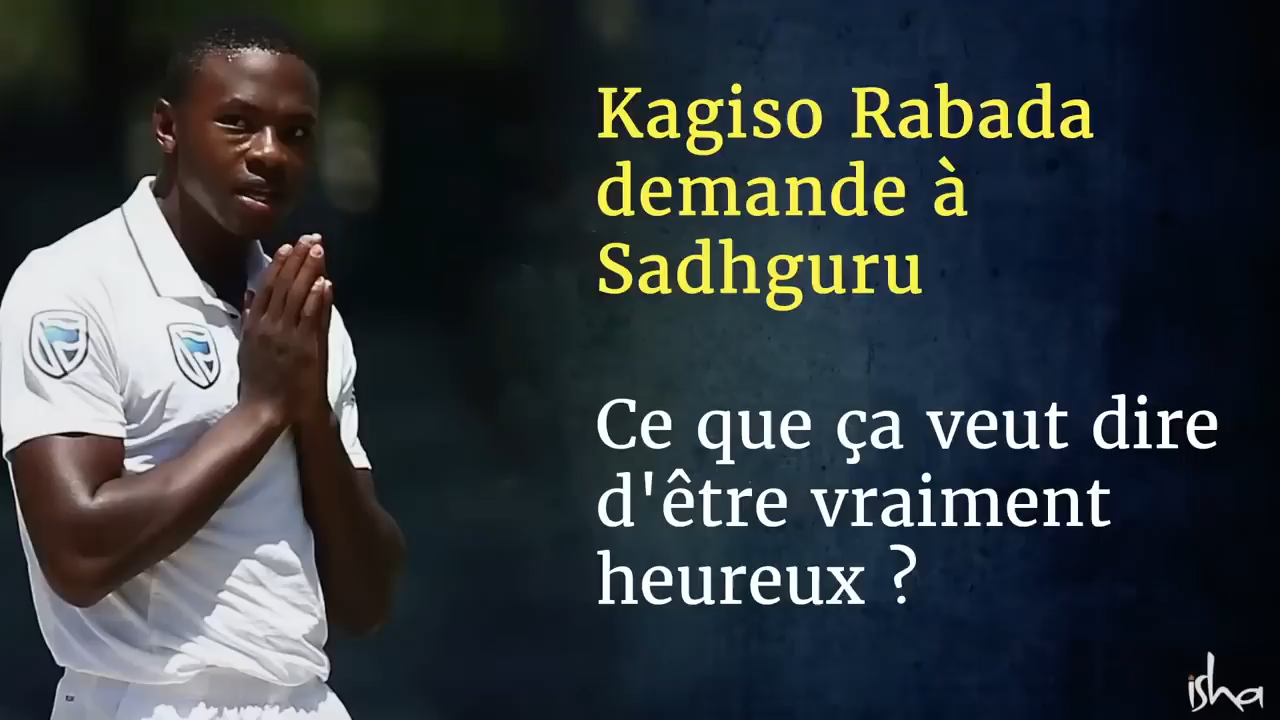 Kagiso Rabada
demande à
Sadhguru
Ce que ça veut dire
d'être vraiment
heureux ?
isha